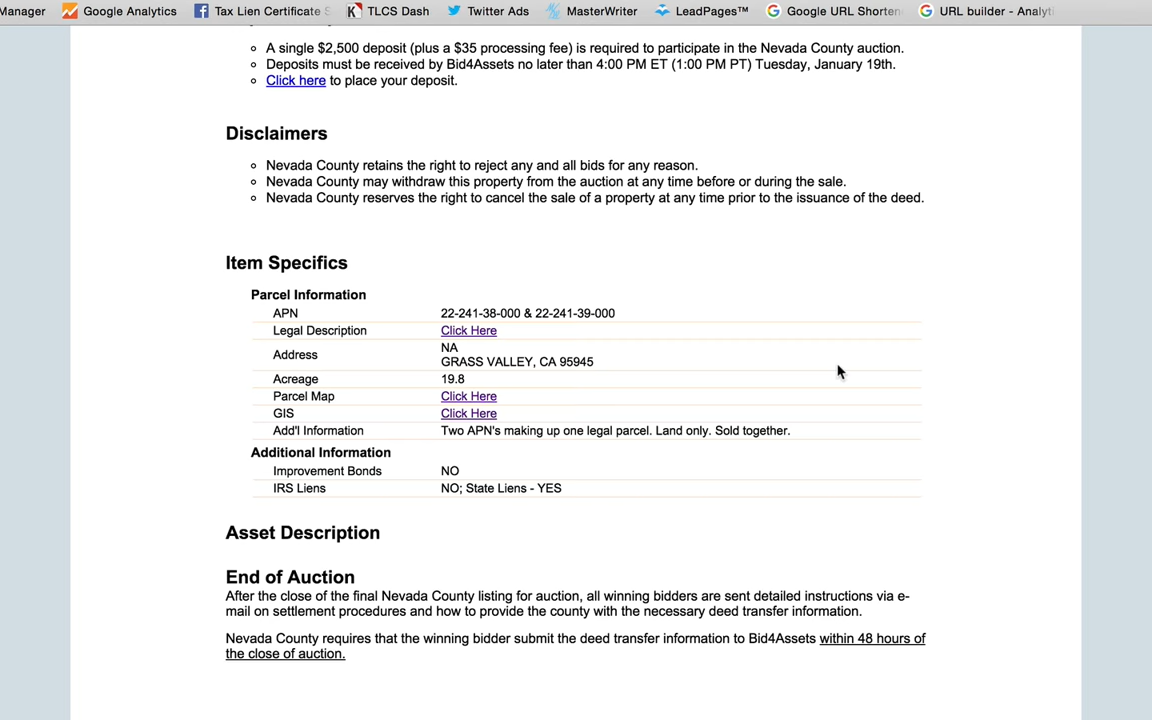 Manager Google Analytics Tax Lien Certificate S TLCS Dash Twitter Ads MasterWriter LeadPages™ Google URL Shorten URL builder - Analyti
A single $2,500 deposit (plus a $35 processing fee) is required to participate in the Nevada County auction.
Deposits must be received by Bid4Assets no later than 4:00 PM ET (1:00 PM PT) Tuesday, January 19th.
Click here to place your deposit.
Disclaimers
Nevada County retains the right to reject any and all bids for any reason.
Nevada County may withdraw this property from the auction at any time before or during the sale.
Nevada County reserves the right to cancel the sale of a property at any time prior to the issuance of the deed.
Item Specifics
Parcel Information
APN 22-241-38-000 & 22-241-39-000
Legal Description Click Here
Address NA
GRASS VALLEY, CA 95945
Acreage 19.8
Parcel Map Click Here
GIS Click Here
Add'l Information Two APN's making up one legal parcel. Land only. Sold together.
Additional Information
Improvement Bonds NO
IRS Liens NO; State Liens - YES
Asset Description
End of Auction
After the close of the final Nevada County listing for auction, all winning bidders are sent detailed instructions via e-
mail on settlement procedures and how to provide the county with the necessary deed transfer information.
Nevada County requires that the winning bidder submit the deed transfer information to Bid4Assets within 48 hours of
the close of auction.